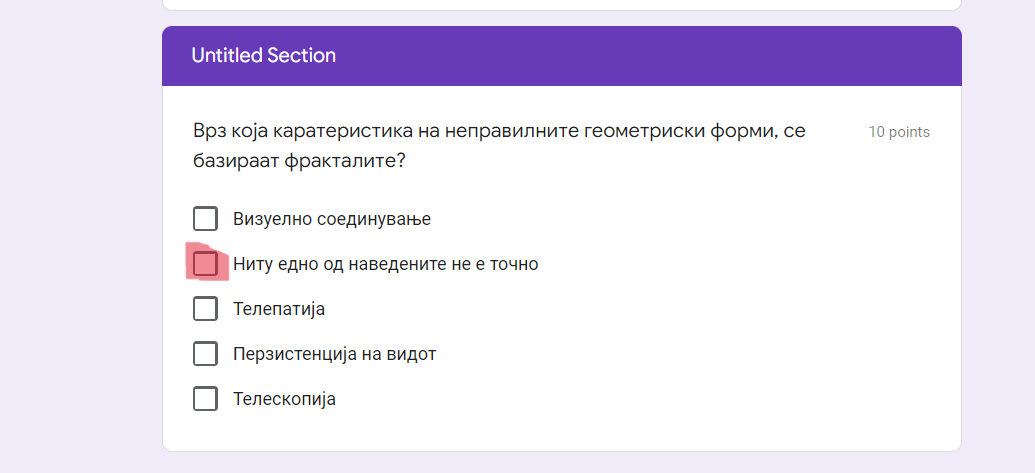 Untitled Section
Врз која каратеристика на неправилните геометриски форми, се
10 points
базираат фракталите?
Визуелно соединување
Ниту едно од наведените не е точно
Телепатија
Перзистенција на видот
Телескопија